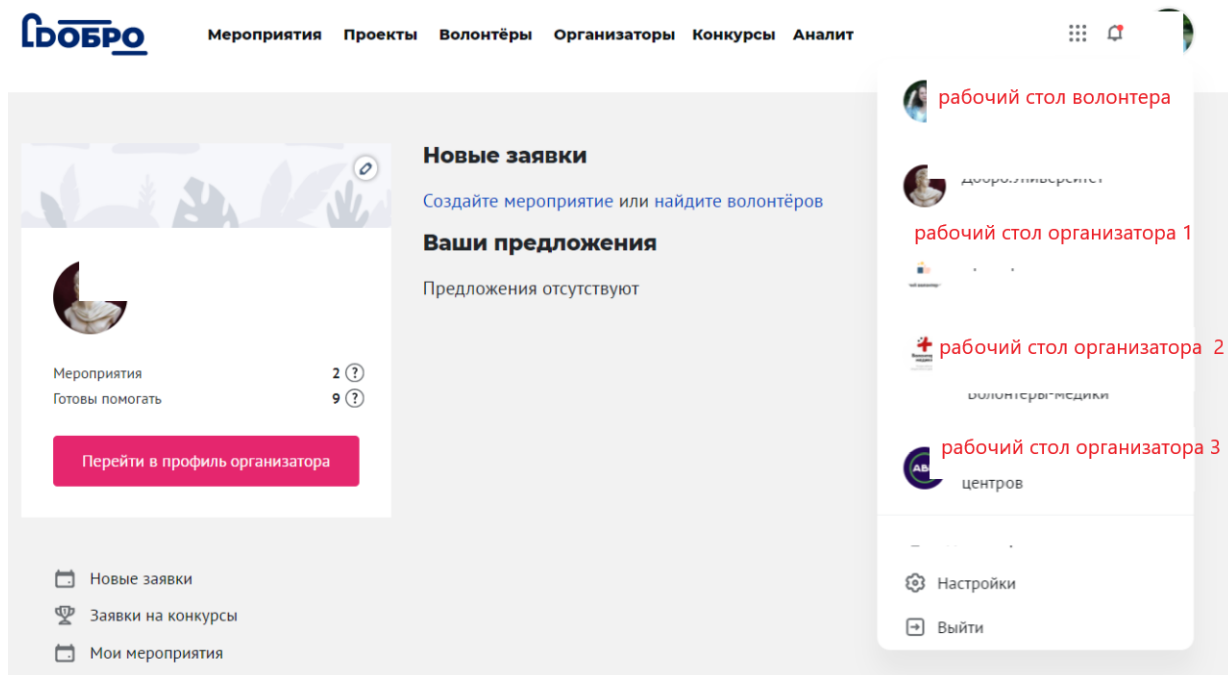 ДОБРО
Мероприятия Проекты Волонтёры Организаторы Конкурсы Аналит
Новые заявки
Создайте мероприятие или найдите волонтёров
Ваши предложения
Предложения отсутствуют
Мероприятия 2 ?
Готовы помогать 9 ?
Перейти в профиль организатора
Новые заявки
Заявки на конкурсы
Мои мероприятия
рабочий стол волонтера
Добро.Университет
рабочий стол организатора 1
рабочий стол организатора 2
Волонтеры-медики
рабочий стол организатора 3
центров
Настройки
Выйти